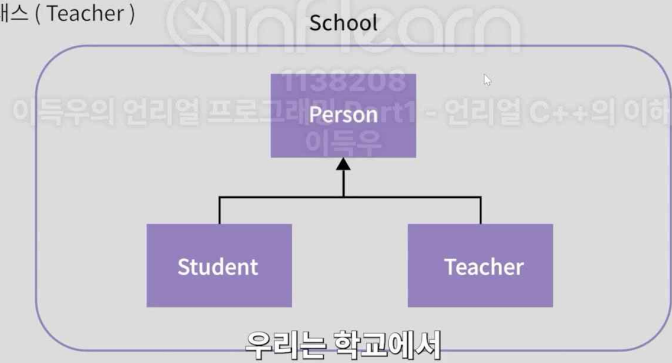 래스 ( Teacher )
inflearn
School
1138208
이득우의 언리얼 프로그래밍 Part1 - 언리얼 C++의 이해
Person
이득우
Student
Teacher
우리는 학교에서